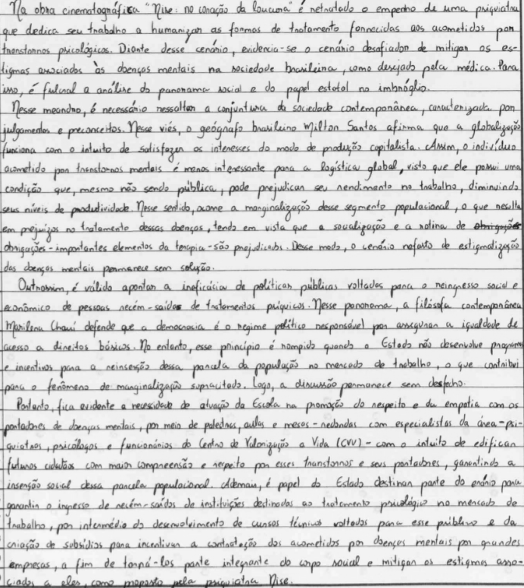 Na obra cinematográfica "Nise: no coração da loucura" é retratado o empenho de uma psiquiatra
que dedica seu trabalho a humanizar as formas de tratamento fornecidas aos acometidos por
transtornos psicológicos. Diante desse cenário, evidencia-se o cenário desafiador de mitigar os es-
tigmas associados às doenças mentais na sociedade brasileira, como desejado pela médica. Para
isso, é fulcral a análise do panorama social e do papel estatal no imbróglio.
Nesse meandro, é necessário ressaltar a conjuntura da sociedade contemporânea, caracterizada por
julgamentos e preconceitos. Nesse viés, o geógrafo brasileiro Milton Santos afirma que a globalização
funciona com o intuito de satisfazer os interesses do modo de produção capitalista. Assim, o indivíduo
acometido por transtornos mentais é menos interessante para a logística global, visto que ele possui uma
condição que, mesmo não sendo pública, pode prejudicar seu rendimento no trabalho, diminuindo
seus níveis de produtividade. Nesse sentido, ocorre a marginalização desse segmento populacional, o que resulta
em prejuízos no tratamento dessas doenças, tendo em vista que a socialização e a rotina de obrigações
obrigações - importantes elementos da terapia - são prejudicados. Desse modo, o cenário nefasto de estigmatização
das doenças mentais permanece sem solução.
Outrossim, é válido apontar a ineficácia de políticas públicas voltadas para o reingresso social e
econômico de pessoas recém-saídas de tratamentos psíquicos. Nesse panorama, a filósofa contemporânea
Marilena Chauí defende que a democracia é o regime político responsável por assegurar a igualdade de
acesso a direitos básicos. No entanto, esse princípio é rompido quando o Estado não desenvolve programas
e incentivos para a reinserção dessa parcela da população no mercado de trabalho, o que contribui
para o fenômeno de marginalização supracitado. Logo, a discussão permanece sem desfecho.
Portanto, fica evidente a necessidade de atuação da Escola na promoção do respeito e da empatia com os
portadores de doenças mentais, por meio de palestras, aulas e mesas-redondas com especialistas da área - psi-
quiatras, psicólogos e funcionários do Centro de Valorização a Vida (CVV) - com o intuito de edificar
futuros cidadãos com maior compreensão e respeito por esses transtornos e seus portadores, garantindo a
inserção social dessa parcela populacional. Ademais, é papel do Estado destinar parte do erário para
garantir o ingresso de recém-saídos de instituições destinadas ao tratamento psicológico no mercado de
trabalho, por intermédio do desenvolvimento de cursos técnicos voltados para esse público e da
criação de subsídios para incentivar a contratação dos acometidos por doenças mentais por grandes
empresas, a fim de torná-los parte integrante do corpo social e mitigar os estigmas asso-
ciados a eles, como proposto pela psiquiatra Nise.